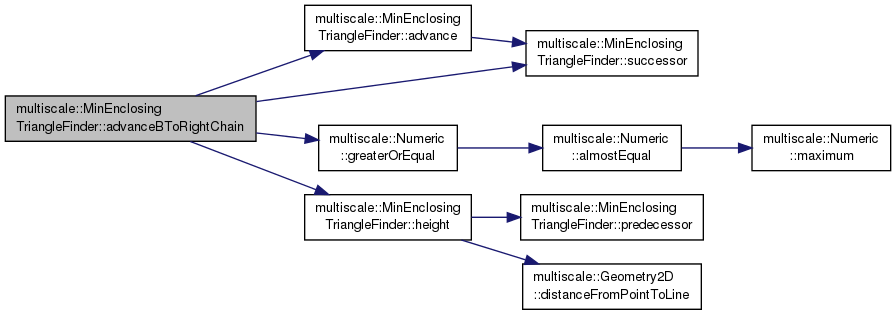 multiscale::MinEnclosing
TriangleFinder::advanceBToRightChain
multiscale::MinEnclosing
TriangleFinder::advance
multiscale::MinEnclosing
TriangleFinder::successor
multiscale::Numeric
::greaterOrEqual
multiscale::Numeric
::almostEqual
multiscale::Numeric
::maximum
multiscale::MinEnclosing
TriangleFinder::height
multiscale::MinEnclosing
TriangleFinder::predecessor
multiscale::Geometry2D
::distanceFromPointToLine